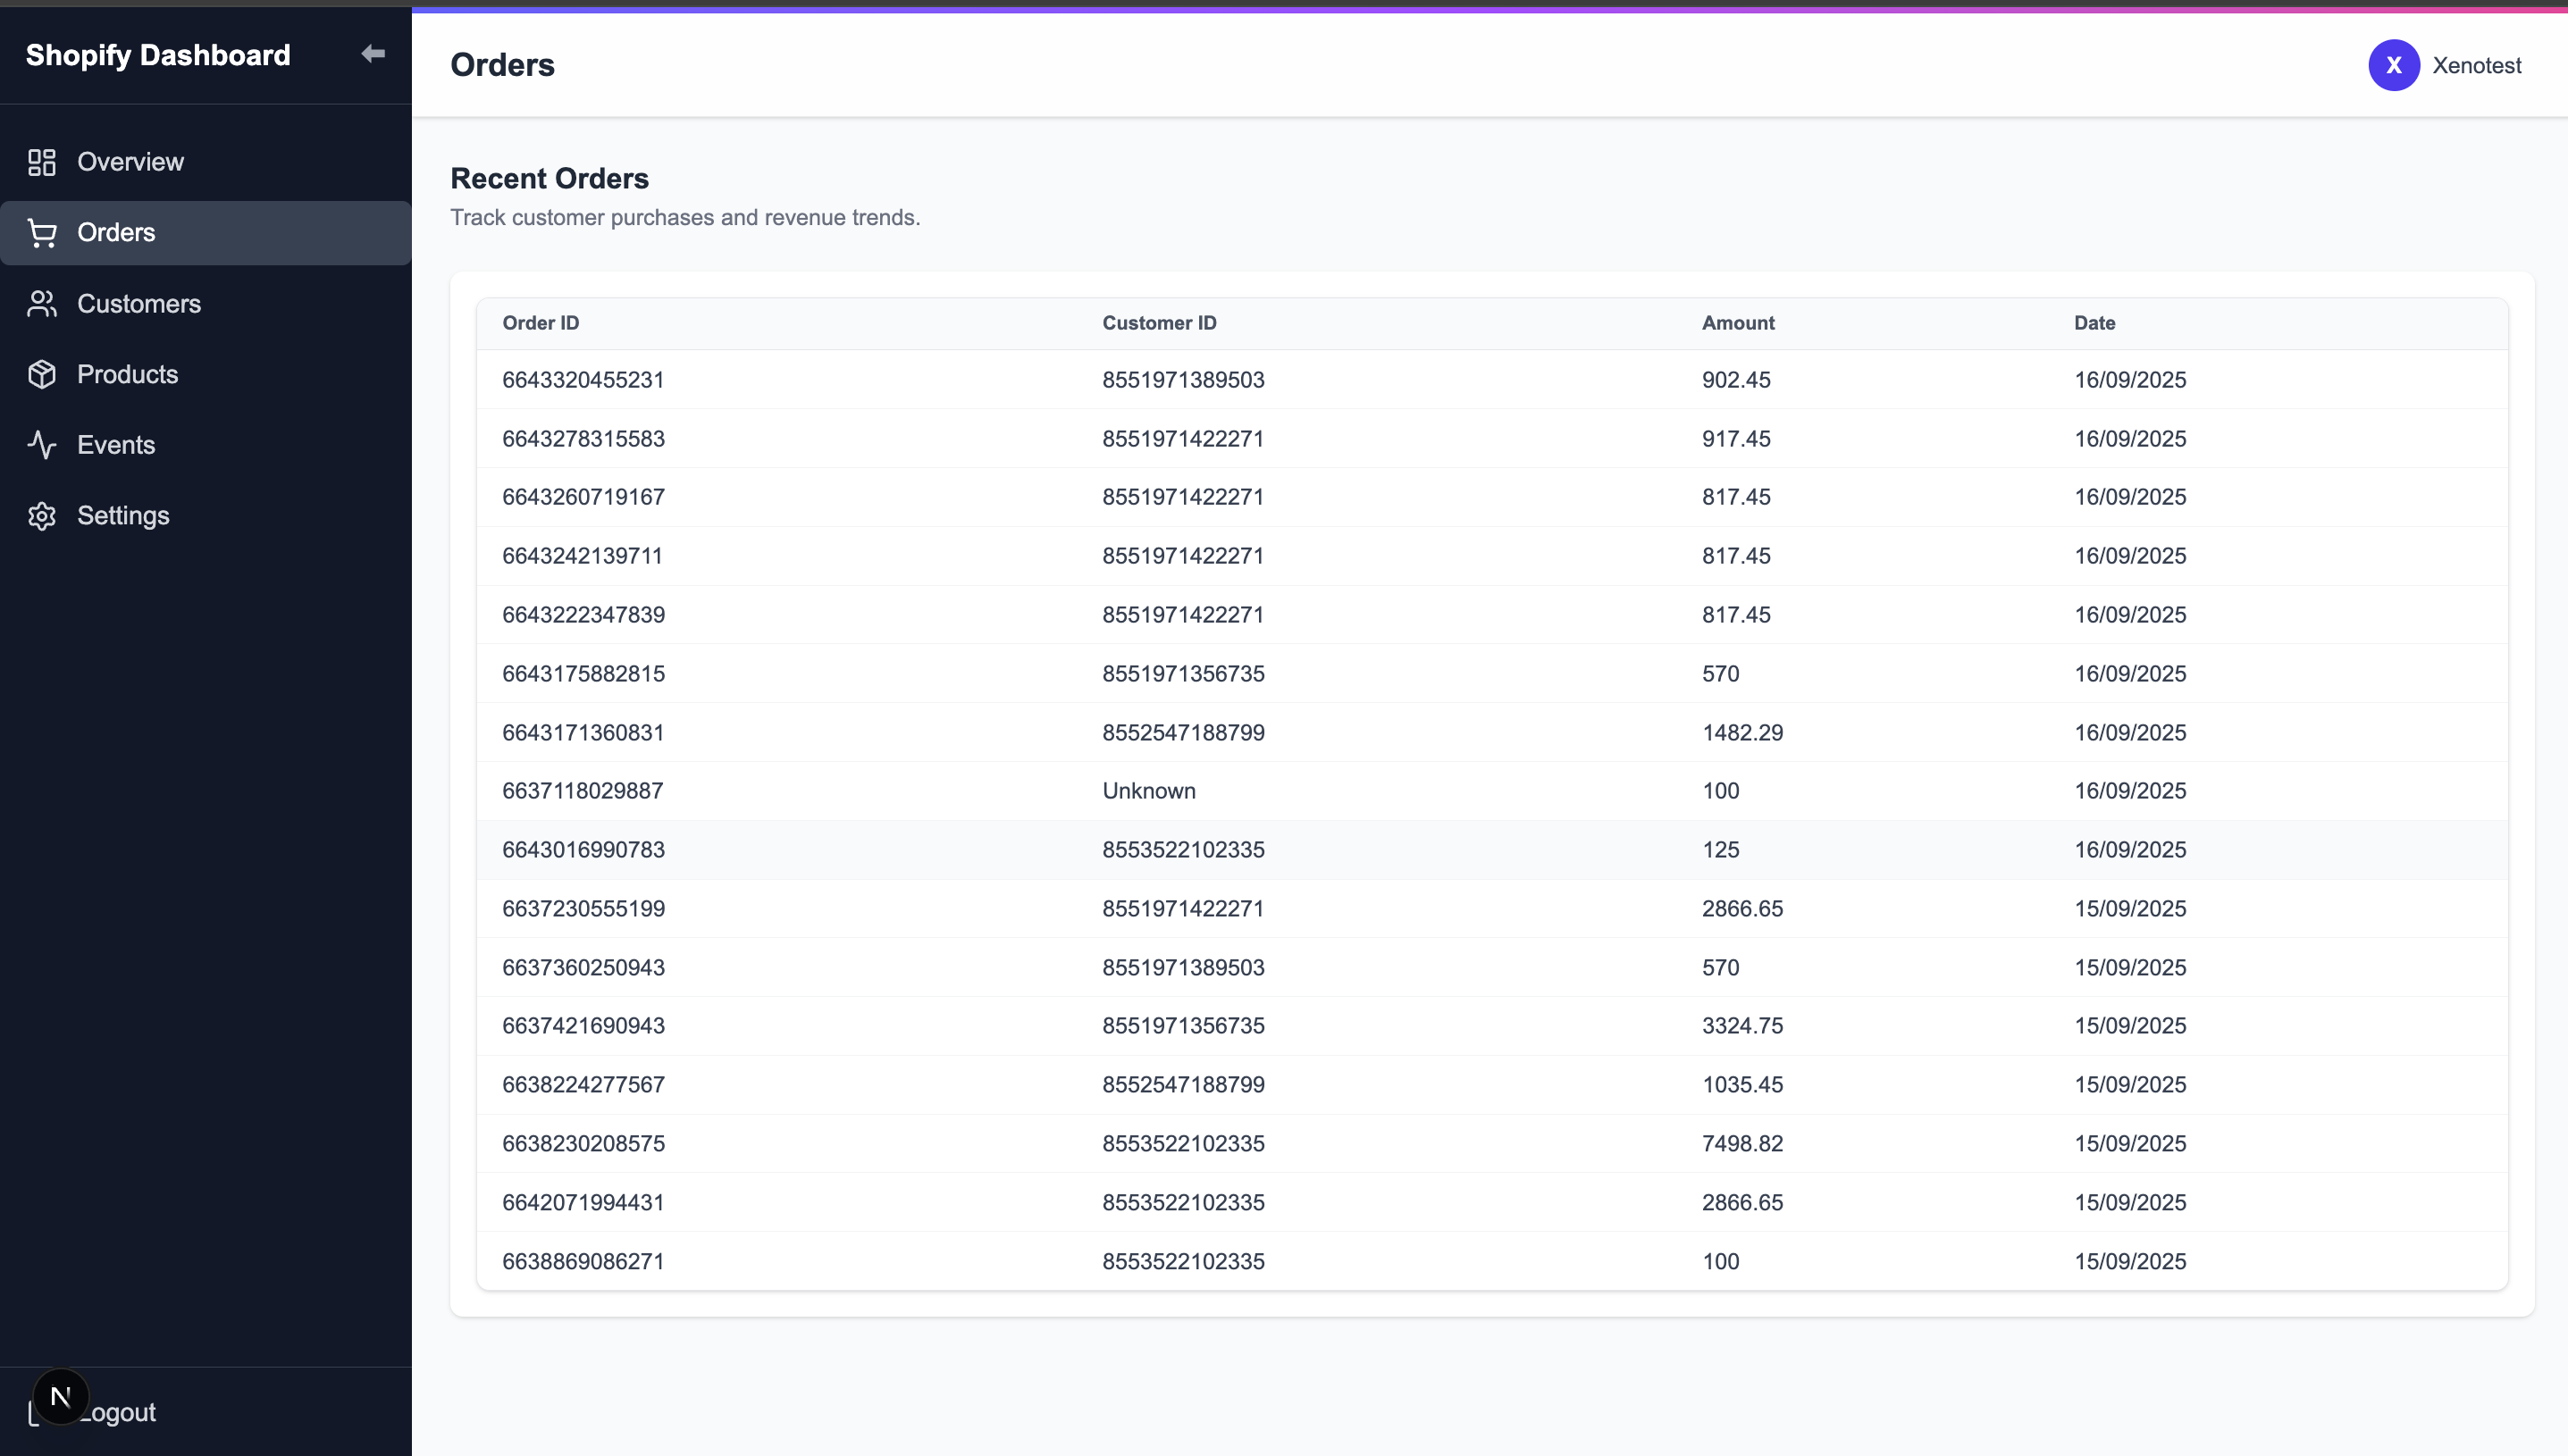 Shopify Dashboard
Overview
Orders
Customers
Products
Events
Settings
N
Logout
Orders
X Xenotest
Recent Orders
Track customer purchases and revenue trends.
Order ID Customer ID Amount Date
6643320455231 8551971389503 902.45 16/09/2025
6643278315583 8551971422271 917.45 16/09/2025
6643260719167 8551971422271 817.45 16/09/2025
6643242139711 8551971422271 817.45 16/09/2025
6643222347839 8551971422271 817.45 16/09/2025
6643175882815 8551971356735 570 16/09/2025
6643171360831 8552547188799 1482.29 16/09/2025
6637118029887 Unknown 100 16/09/2025
6643016990783 8553522102335 125 16/09/2025
6637230555199 8551971422271 2866.65 15/09/2025
6637360250943 8551971389503 570 15/09/2025
6637421690943 8551971356735 3324.75 15/09/2025
6638224277567 8552547188799 1035.45 15/09/2025
6638230208575 8553522102335 7498.82 15/09/2025
6642071994431 8553522102335 2866.65 15/09/2025
6638869086271 8553522102335 100 15/09/2025